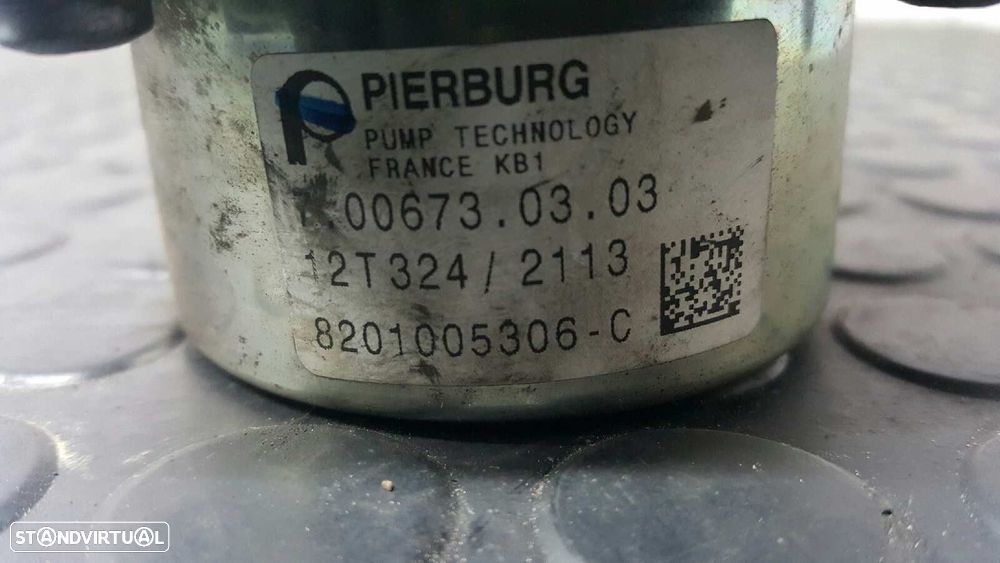 PIERBURG
PUMP TECHNOLOGY
FRANCE KB1
00673.03.03
12T324/2113
8201005306-C
STANDVIRTUAL